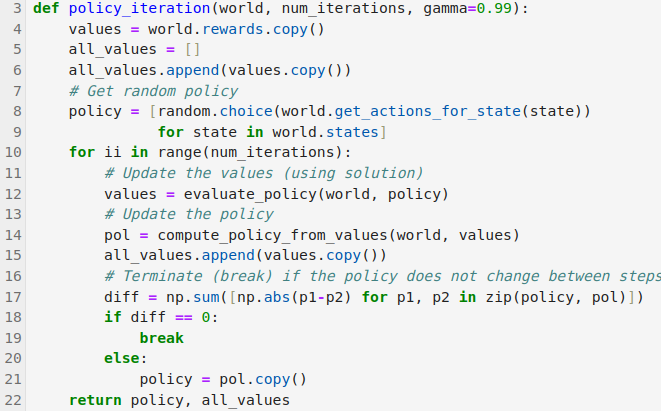 3 def policy_iteration(world, num_iterations, gamma=0.99):
4     values = world.rewards.copy()
5     all_values = []
6     all_values.append(values.copy())
7     # Get random policy
8     policy = [random.choice(world.get_actions_for_state(state))
9               for state in world.states]
10     for ii in range(num_iterations):
11         # Update the values (using solution)
12         values = evaluate_policy(world, policy)
13         # Update the policy
14         pol = compute_policy_from_values(world, values)
15         all_values.append(values.copy())
16         # Terminate (break) if the policy does not change between steps
17         diff = np.sum([np.abs(p1-p2) for p1, p2 in zip(policy, pol)])
18         if diff == 0:
19             break
20         else:
21             policy = pol.copy()
22     return policy, all_values